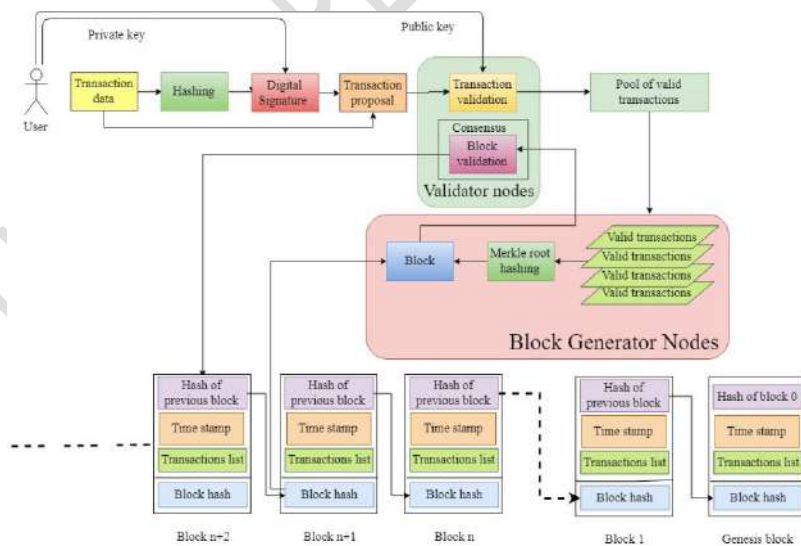 Private key
Public key
User
Transaction
data
Hashing
Digital
Signature
Transaction
proposal
Transaction
validation
Pool of valid
transactions
Consensus
Block
validation
Validator nodes
Block
Merkle root
hashing
Valid transactions
Valid transactions
Valid transactions
Valid transactions
Block Generator Nodes
Hash of
previous block
Time stamp
Transactions list
Block hash
Block n+2
Hash of
previous block
Time stamp
Transactions list
Block hash
Block n+1
Hash of
previous block
Time stamp
Transactions list
Block hash
Block n
Hash of
previous block
Time stamp
Transactions list
Block hash
Block 1
Hash of block 0
Time stamp
Transactions list
Block hash
Genesis block